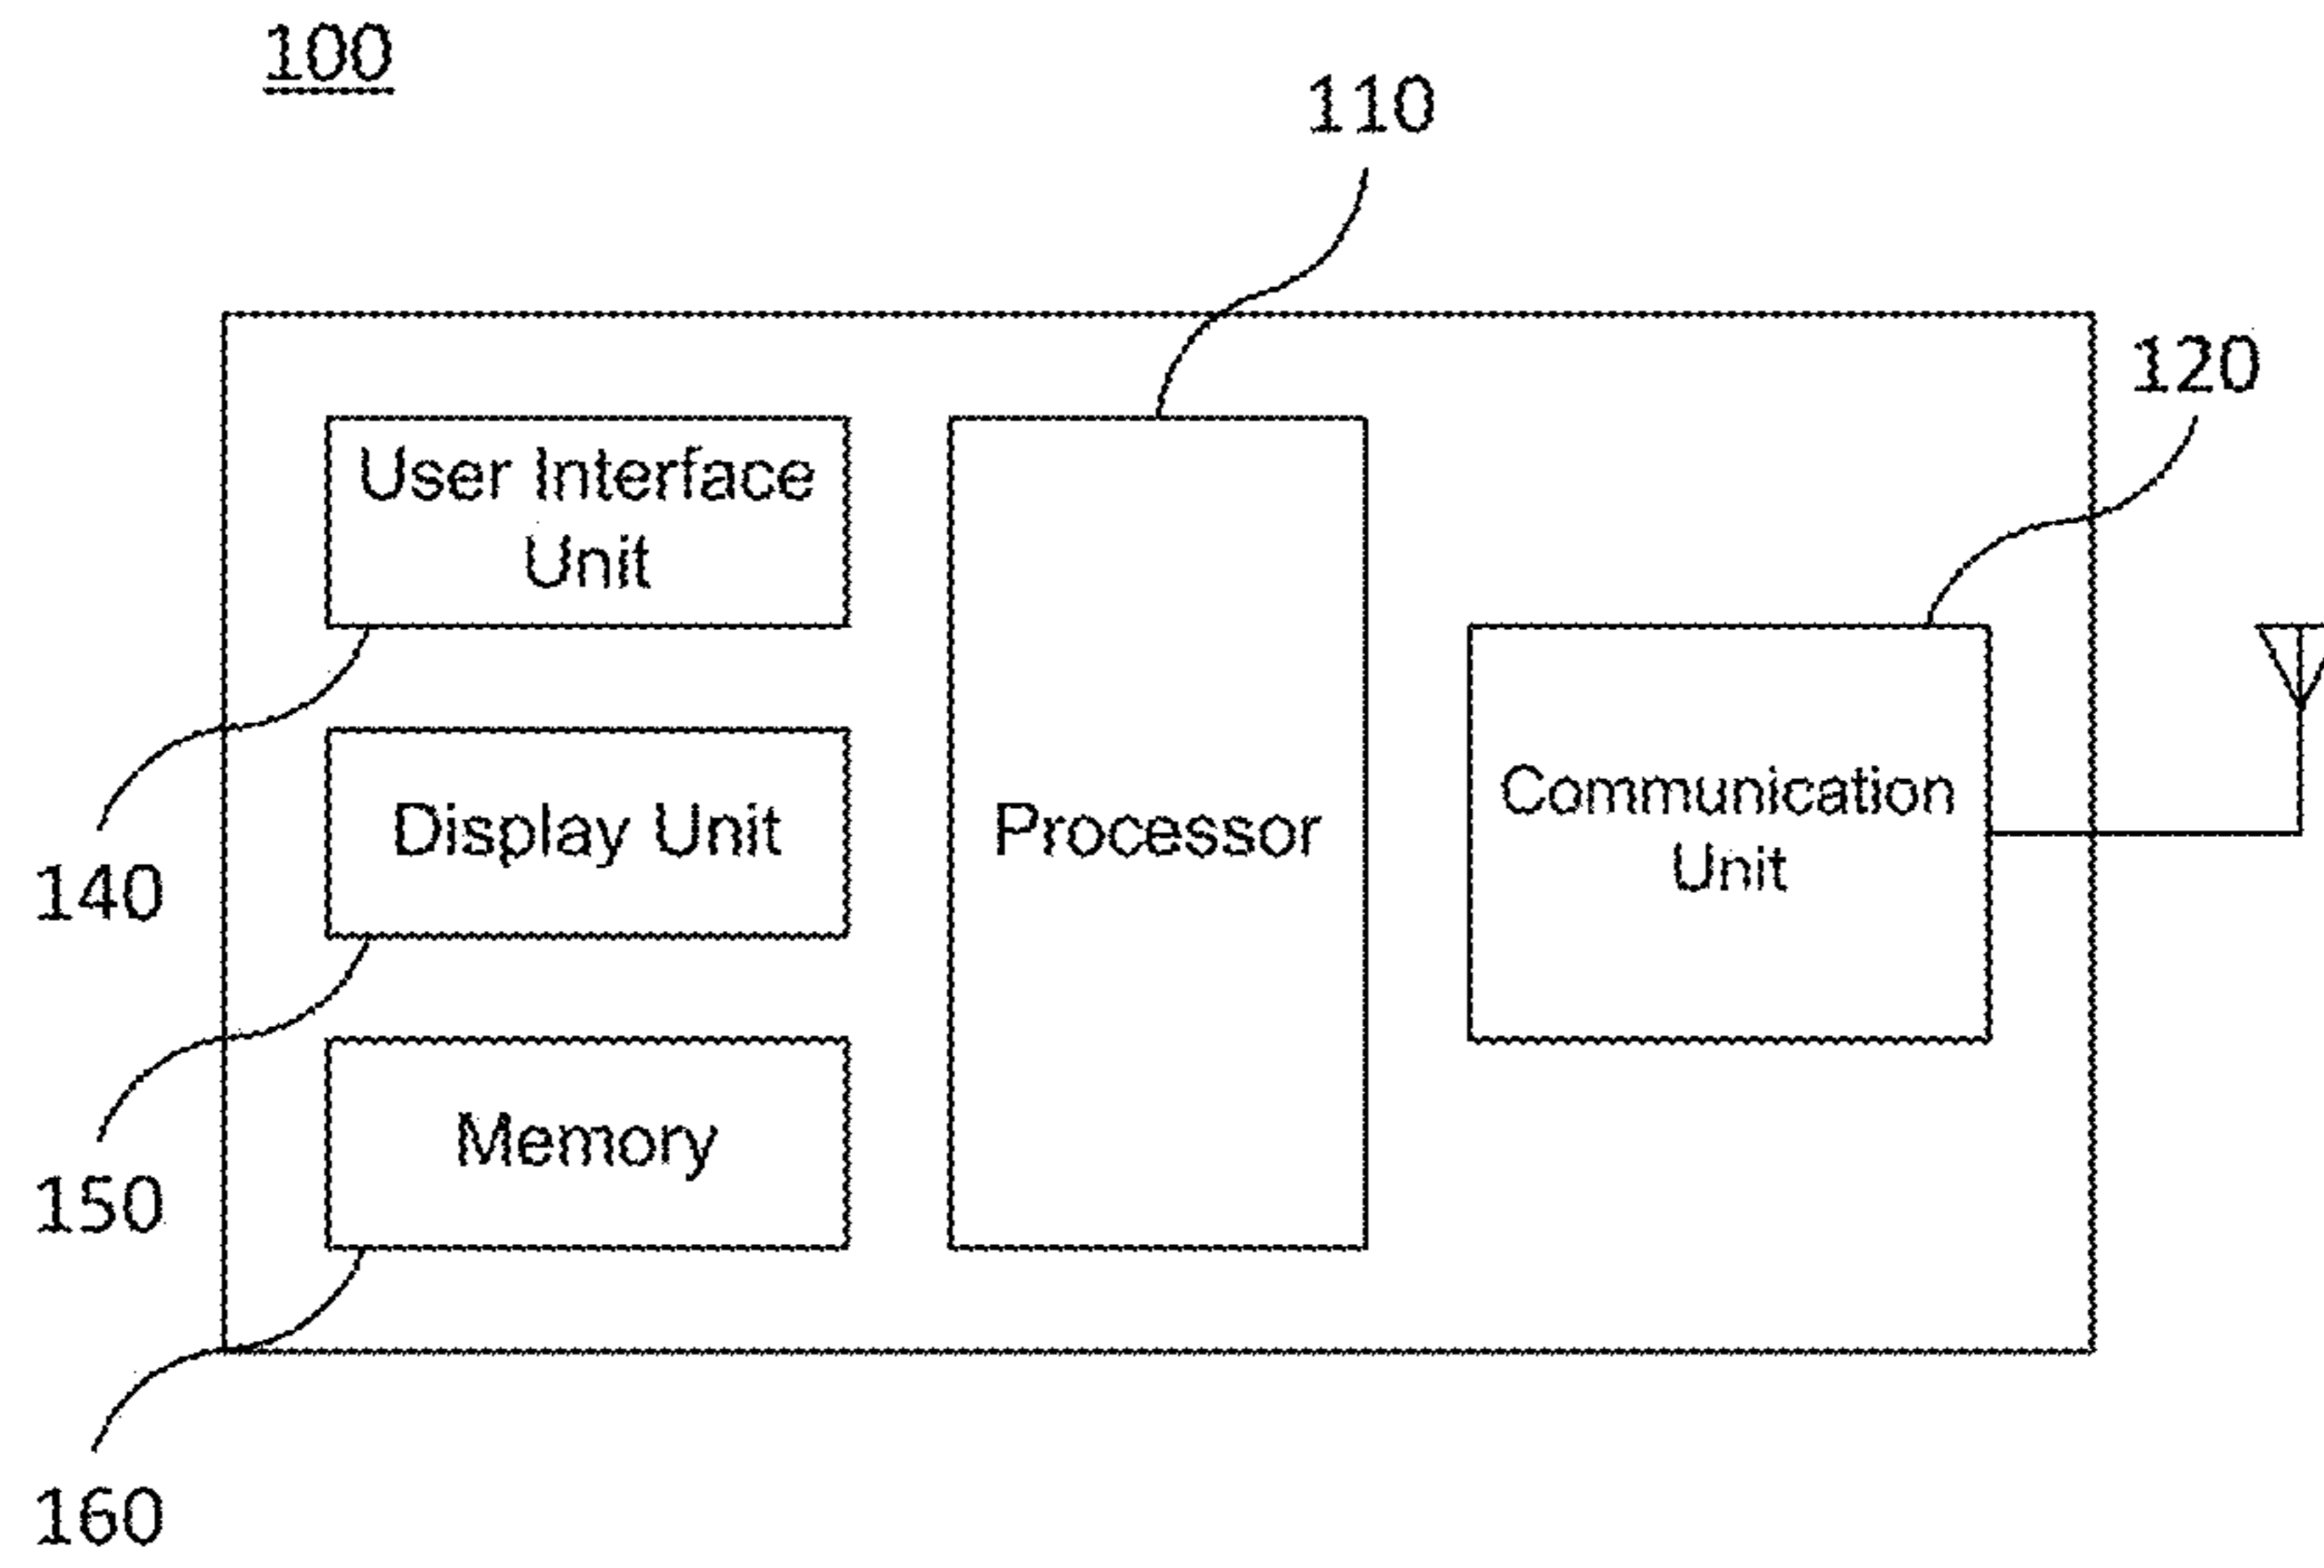 100
110
120
User Interface
Unit
140
Display Unit
Processor
Communication
Unit
150
Memory
160